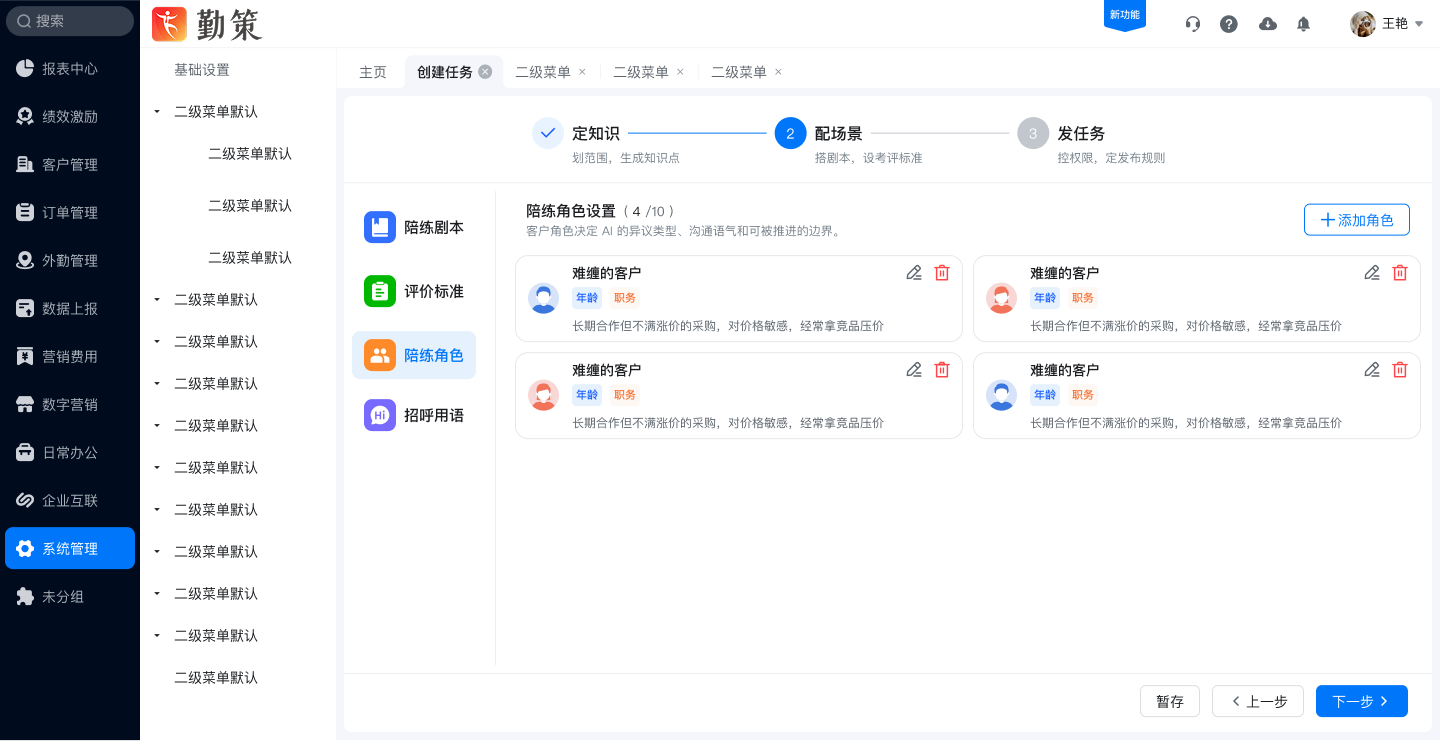 搜索
报表中心
绩效激励
客户管理
订单管理
外勤管理
数据上报
营销费用
数字营销
日常办公
企业互联
系统管理
未分组
勤策
新功能
王艳
基础设置
二级菜单默认
二级菜单默认
二级菜单默认
二级菜单默认
二级菜单默认
二级菜单默认
二级菜单默认
二级菜单默认
二级菜单默认
二级菜单默认
二级菜单默认
二级菜单默认
二级菜单默认
二级菜单默认
主页 创建任务 二级菜单 × 二级菜单 × 二级菜单 ×
定知识
划范围，生成知识点
2 配场景
搭剧本，设考评标准
3 发任务
控权限，定发布规则
陪练剧本
评价标准
陪练角色
Hi 招呼用语
陪练角色设置（ 4 /10 ）
客户角色决定 AI 的异议类型、沟通语气和可被推进的边界。
添加角色
难缠的客户
年龄 职务
长期合作但不满涨价的采购，对价格敏感，经常拿竞品压价
难缠的客户
年龄 职务
长期合作但不满涨价的采购，对价格敏感，经常拿竞品压价
难缠的客户
年龄 职务
长期合作但不满涨价的采购，对价格敏感，经常拿竞品压价
难缠的客户
年龄 职务
长期合作但不满涨价的采购，对价格敏感，经常拿竞品压价
暂存 上一步 下一步